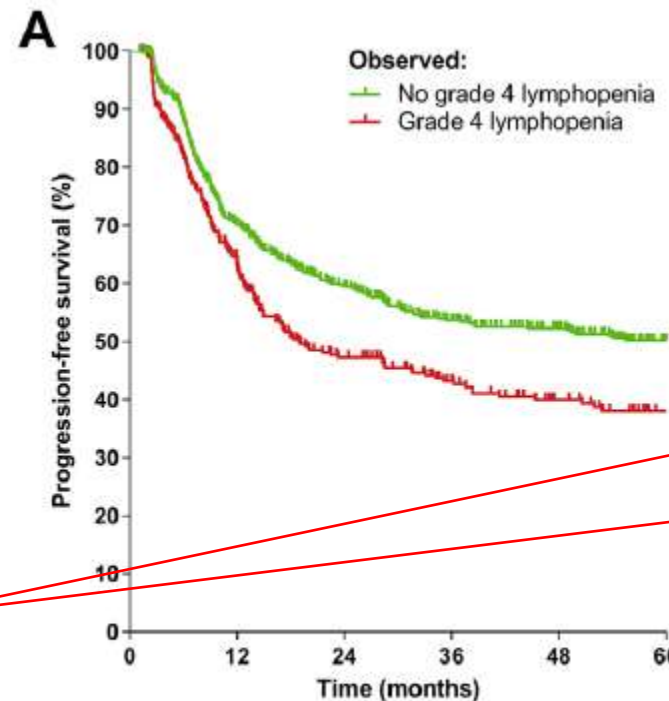 A
Observed:
No grade 4 lymphopenia
Grade 4 lymphopenia
Progression-free survival (%)
100
90
80
70
60
50
40
30
20
10
0
0 12 24 36 48
Time (months)